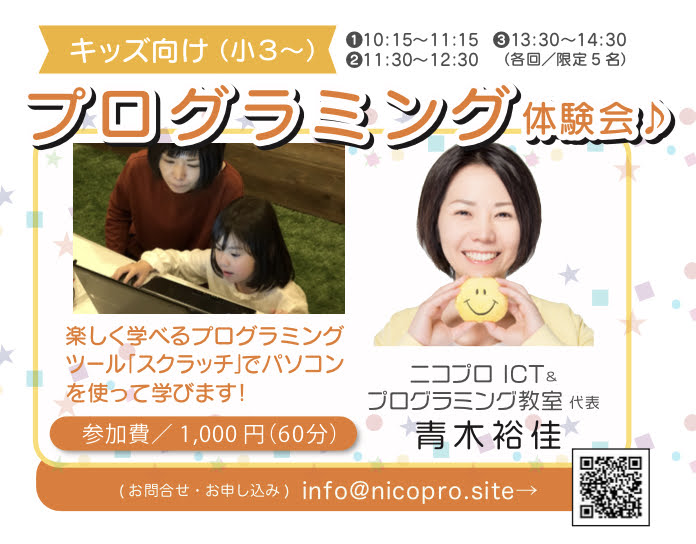 キッズ向け（小３〜）
❶10:15〜11:15 ❸13:30〜14:30
❷11:30〜12:30 （各回／限定５名）
プログラミング体験会♪
楽しく学べるプログラミング
ツール「スクラッチ」でパソコン
を使って学びます!
参加費／1,000円（60分）
ニコプロ ICT&
プログラミング教室 代表
青木裕佳
(お問合せ・お申し込み) info@nicopro.site→